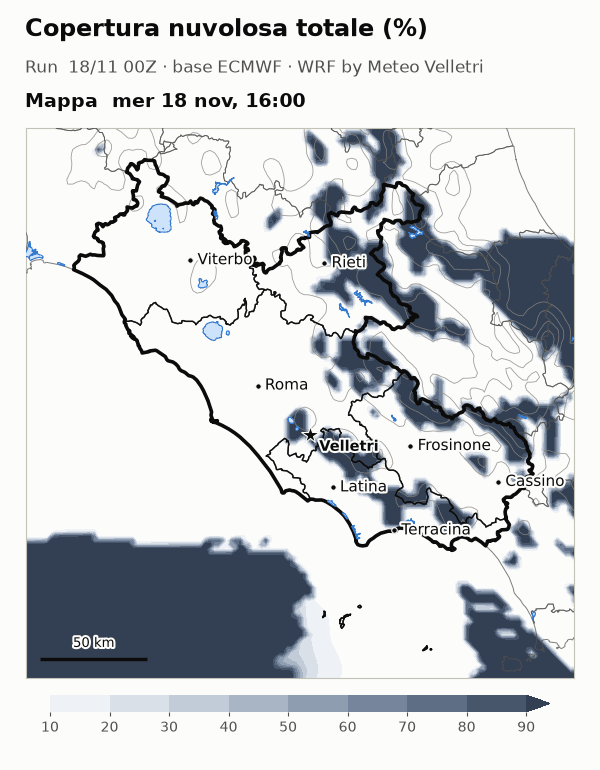 Copertura nuvolosa totale (%)
Run 18/11 00Z · base ECMWF · WRF by Meteo Velletri
Mappa mer 18 nov, 16:00
Viterbo
Rieti
Roma
Velletri
Frosinone
Cassino
Latina
Terracina
50 km
10 20 30 40 50 60 70 80 90